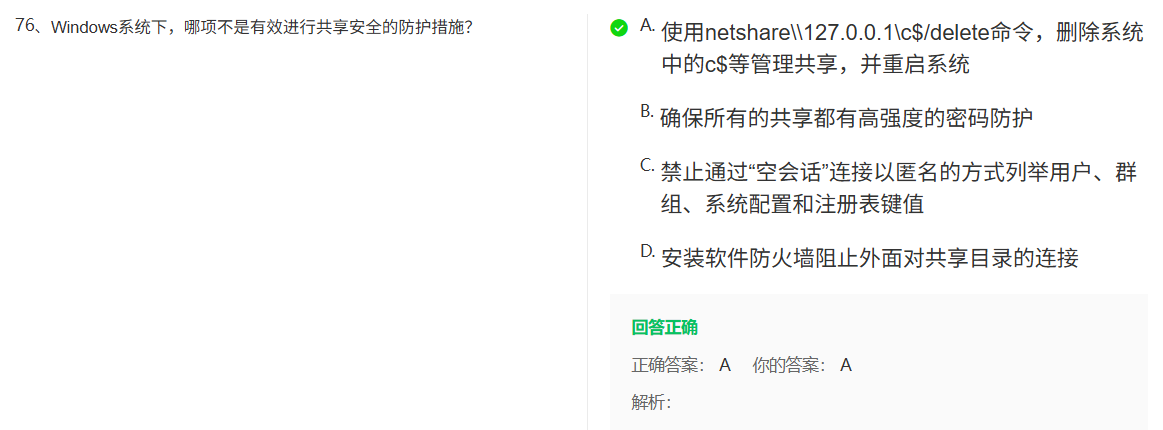 76、Windows系统下，哪项不是有效进行共享安全的防护措施？
A. 使用netshare\\127.0.0.1\c$/delete命令，删除系统
中的c$等管理共享，并重启系统
B. 确保所有的共享都有高强度的密码防护
C. 禁止通过“空会话”连接以匿名的方式列举用户、群
组、系统配置和注册表键值
D. 安装软件防火墙阻止外面对共享目录的连接
回答正确
正确答案： A 你的答案： A
解析：